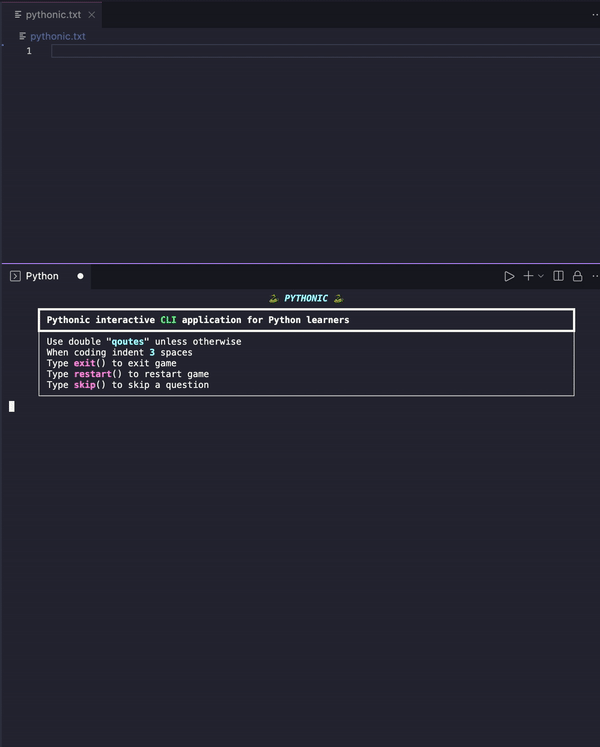 pythonic.txt
pythonic.txt
1
Python
PYTHONIC
Pythonic interactive CLI application for Python learners
Use double "qoutes" unless otherwise
When coding indent 3 spaces
Type exit() to exit game
Type restart() to restart game
Type skip() to skip a question